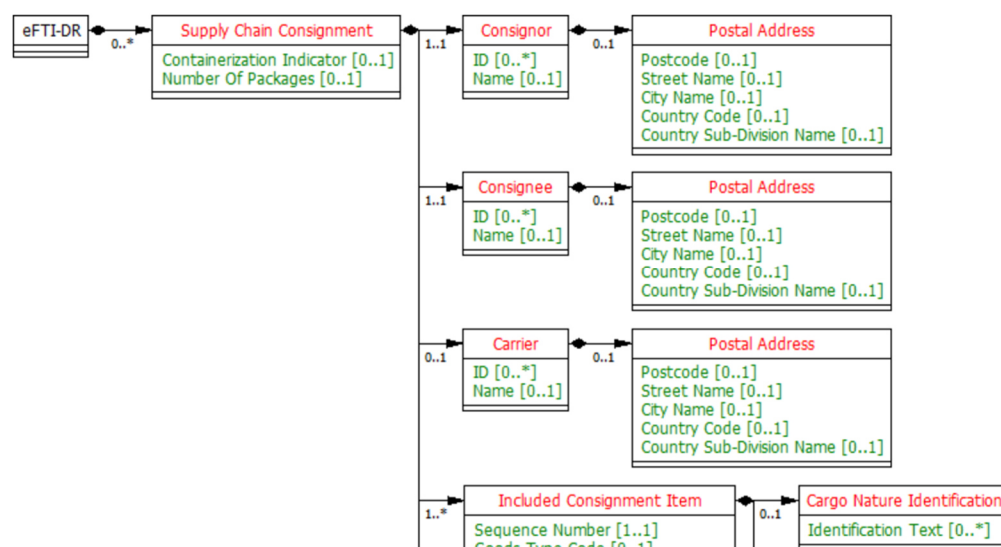 eFTI-DR
0..*
Supply Chain Consignment
Containerization Indicator [0..1]
Number Of Packages [0..1]
1..1
Consignor
ID [0..*]
Name [0..1]
0..1
Postal Address
Postcode [0..1]
Street Name [0..1]
City Name [0..1]
Country Code [0..1]
Country Sub-Division Name [0..1]
1..1
Consignee
ID [0..*]
Name [0..1]
0..1
Postal Address
Postcode [0..1]
Street Name [0..1]
City Name [0..1]
Country Code [0..1]
Country Sub-Division Name [0..1]
0..1
Carrier
ID [0..*]
Name [0..1]
0..1
Postal Address
Postcode [0..1]
Street Name [0..1]
City Name [0..1]
Country Code [0..1]
Country Sub-Division Name [0..1]
1..*
Included Consignment Item
Sequence Number [1..1]
Goods Type Code [0..1]
0..1
Cargo Nature Identification
Identification Text [0..*]